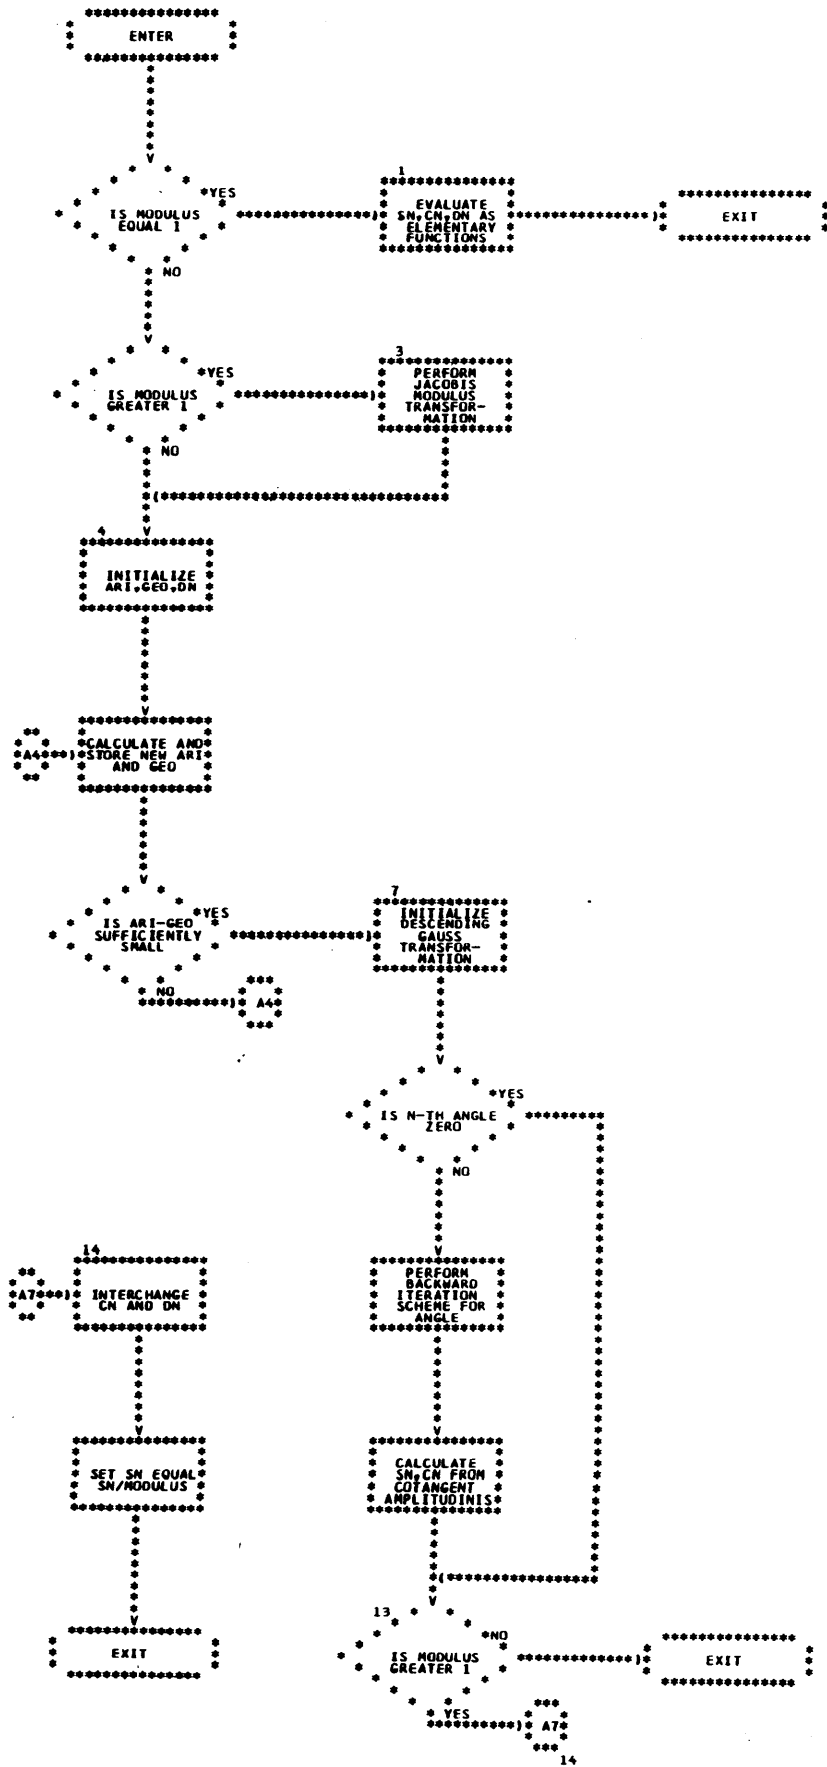 ENTER
YES
IS MODULUS
EQUAL 1
NO
1
EVALUATE
SN,CN,DN AS
ELEMENTARY
FUNCTIONS
EXIT
YES
IS MODULUS
GREATER 1
NO
3
PERFORM
JACOBIS
MODULUS
TRANSFOR-
MATION
4
INITIALIZE
ARI,GEO,DN
A4
CALCULATE AND
STORE NEW ARI
AND GEO
YES
IS ARI-GEO
SUFFICIENTLY
SMALL
NO
A4
7
INITIALIZE
DESCENDING
GAUSS
TRANSFOR-
MATION
YES
IS N-TH ANGLE
ZERO
NO
PERFORM
BACKWARD
ITERATION
SCHEME FOR
ANGLE
CALCULATE
SN,CN FROM
COTANGENT
AMPLITUDINIS
13
NO
IS MODULUS
GREATER 1
YES
EXIT
A7
14
14
A7
INTERCHANGE
CN AND DN
SET SN EQUAL
SN/MODULUS
EXIT